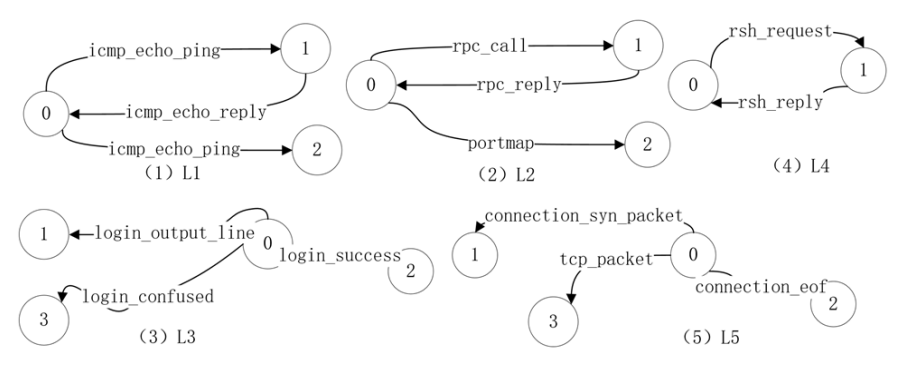 icmp_echo_ping
1
0
icmp_echo_reply
icmp_echo_ping
2
（1）L1
rpc_call
1
0
rpc_reply
portmap
2
（2）L2
rsh_request
0
1
rsh_reply
（4）L4
1
login_output_line
0
login_success
2
login_confused
3
（3）L3
connection_syn_packet
1
tcp_packet
0
connection_eof
2
3
（5）L5